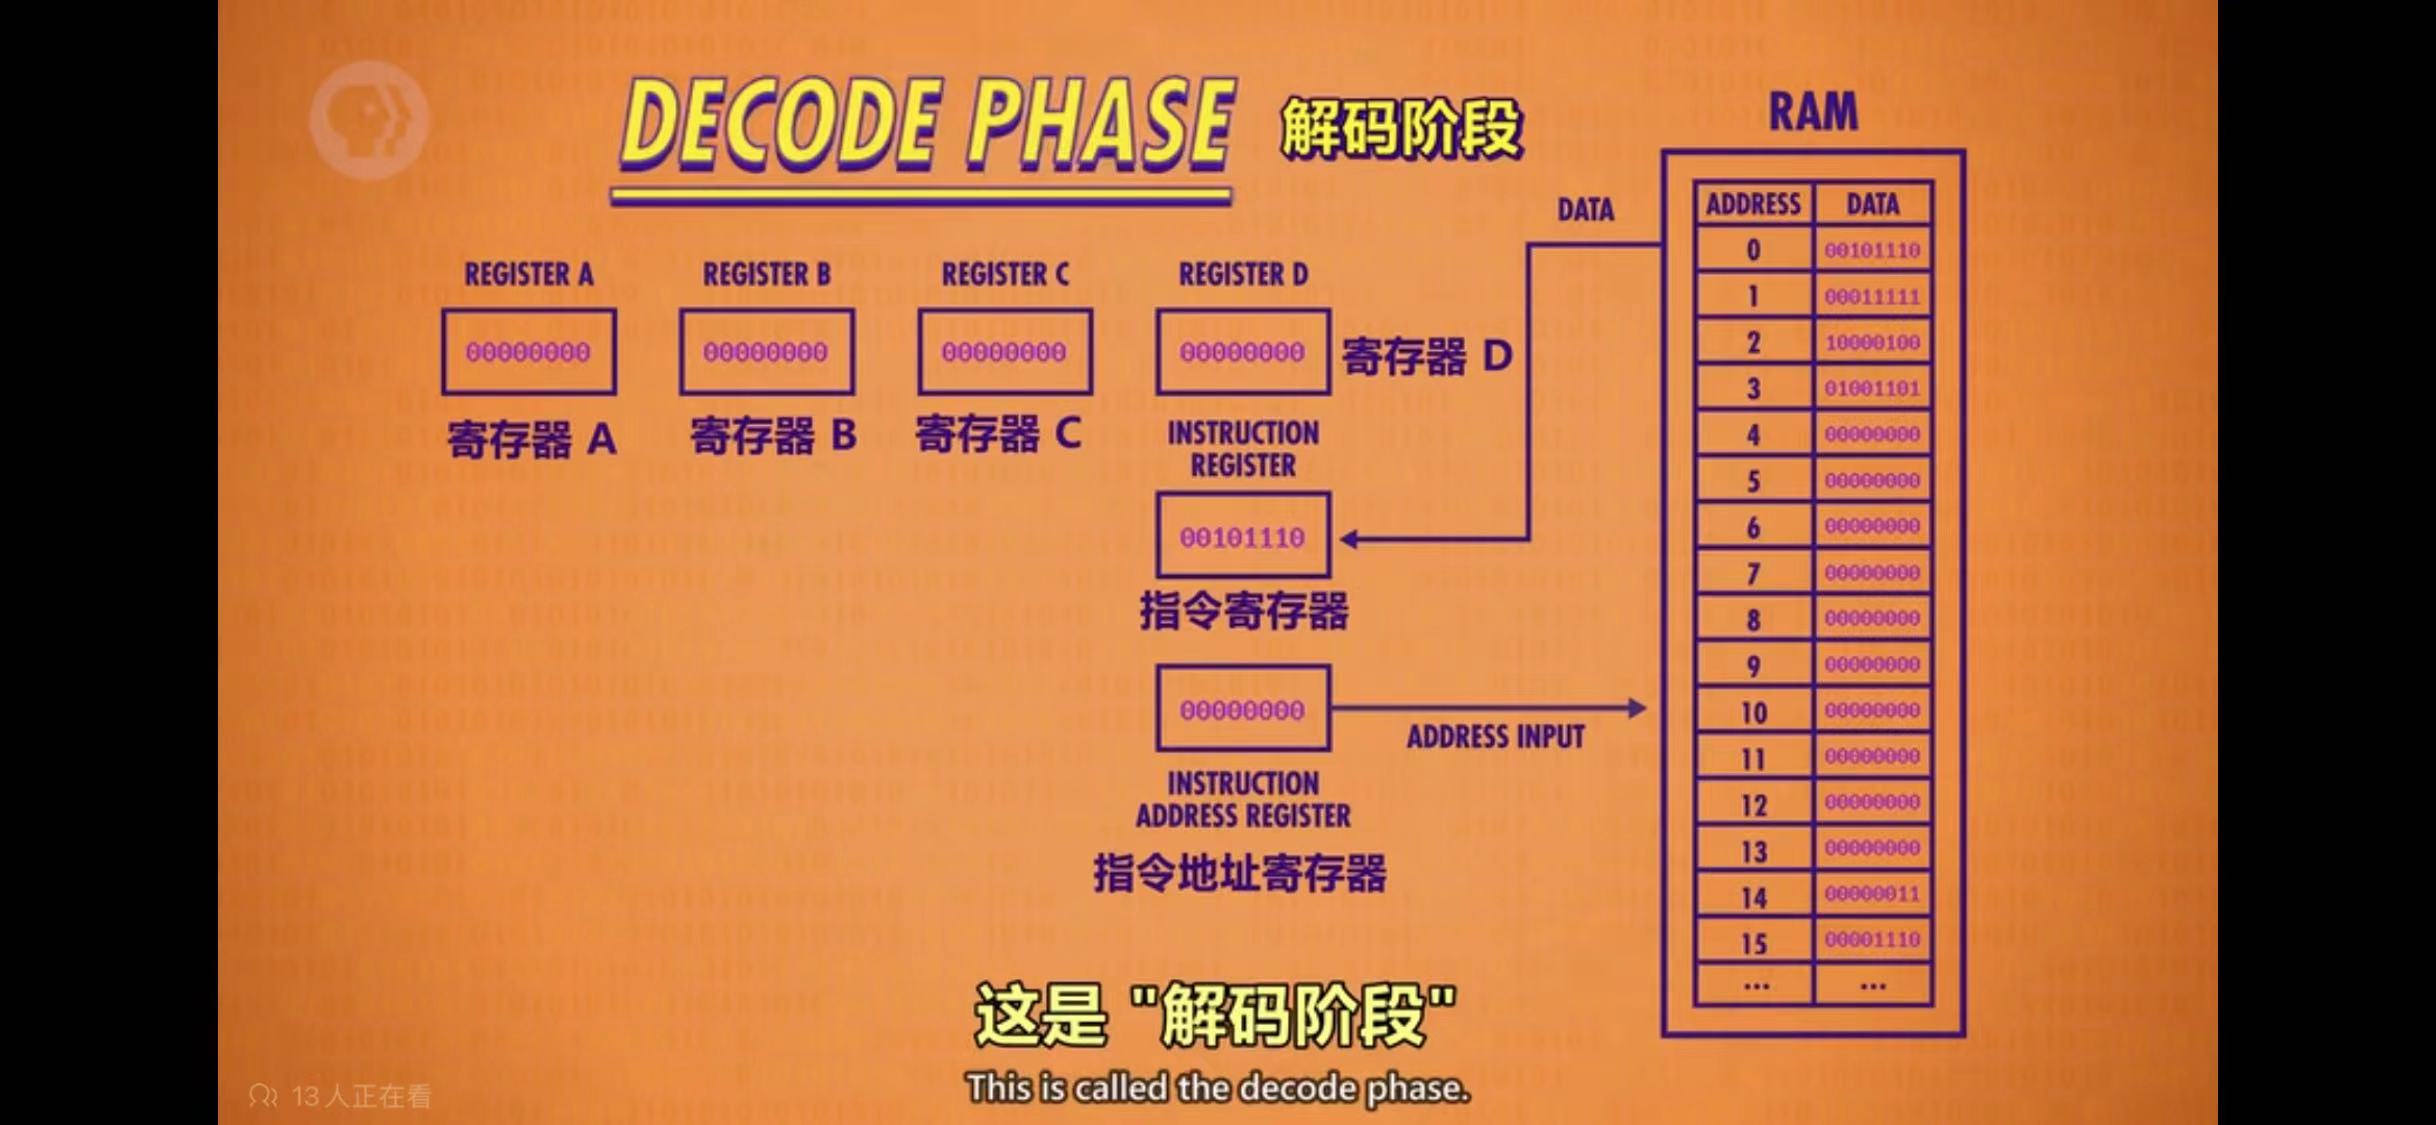 DECODE PHASE 解码阶段
RAM
DATA
ADDRESS DATA
0 00101110
1 00011111
2 10000100
3 01001101
4 00000000
5 00000000
6 00000000
7 00000000
8 00000000
9 00000000
10 00000000
11 00000000
12 00000000
13 00000000
14 00000011
15 00001110
... ...
REGISTER A
00000000
寄存器 A
REGISTER B
00000000
寄存器 B
REGISTER C
00000000
寄存器 C
REGISTER D
00000000
寄存器 D
INSTRUCTION
REGISTER
00101110
指令寄存器
00000000
ADDRESS INPUT
INSTRUCTION
ADDRESS REGISTER
指令地址寄存器
这是 "解码阶段"
This is called the decode phase.
13人正在看